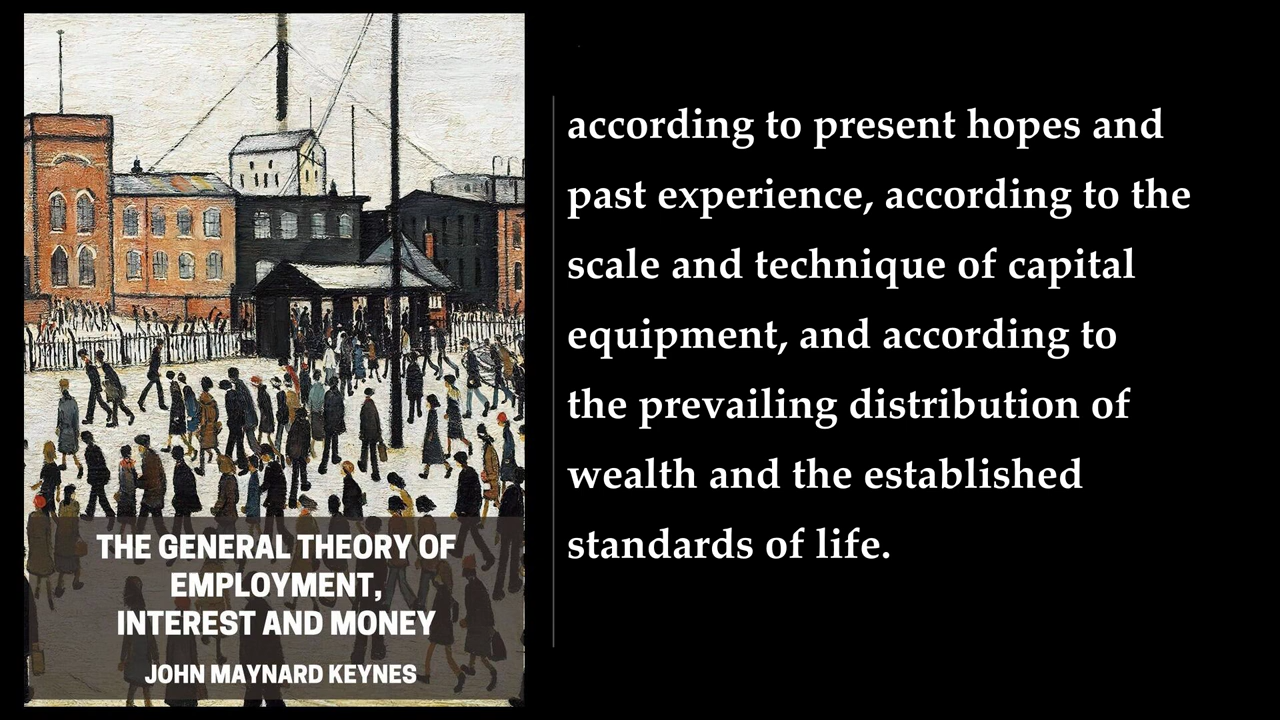 THE GENERAL THEORY OF
EMPLOYMENT,
INTEREST AND MONEY
JOHN MAYNARD KEYNES
according to present hopes and
past experience, according to the
scale and technique of capital
equipment, and according to
the prevailing distribution of
wealth and the established
standards of life.